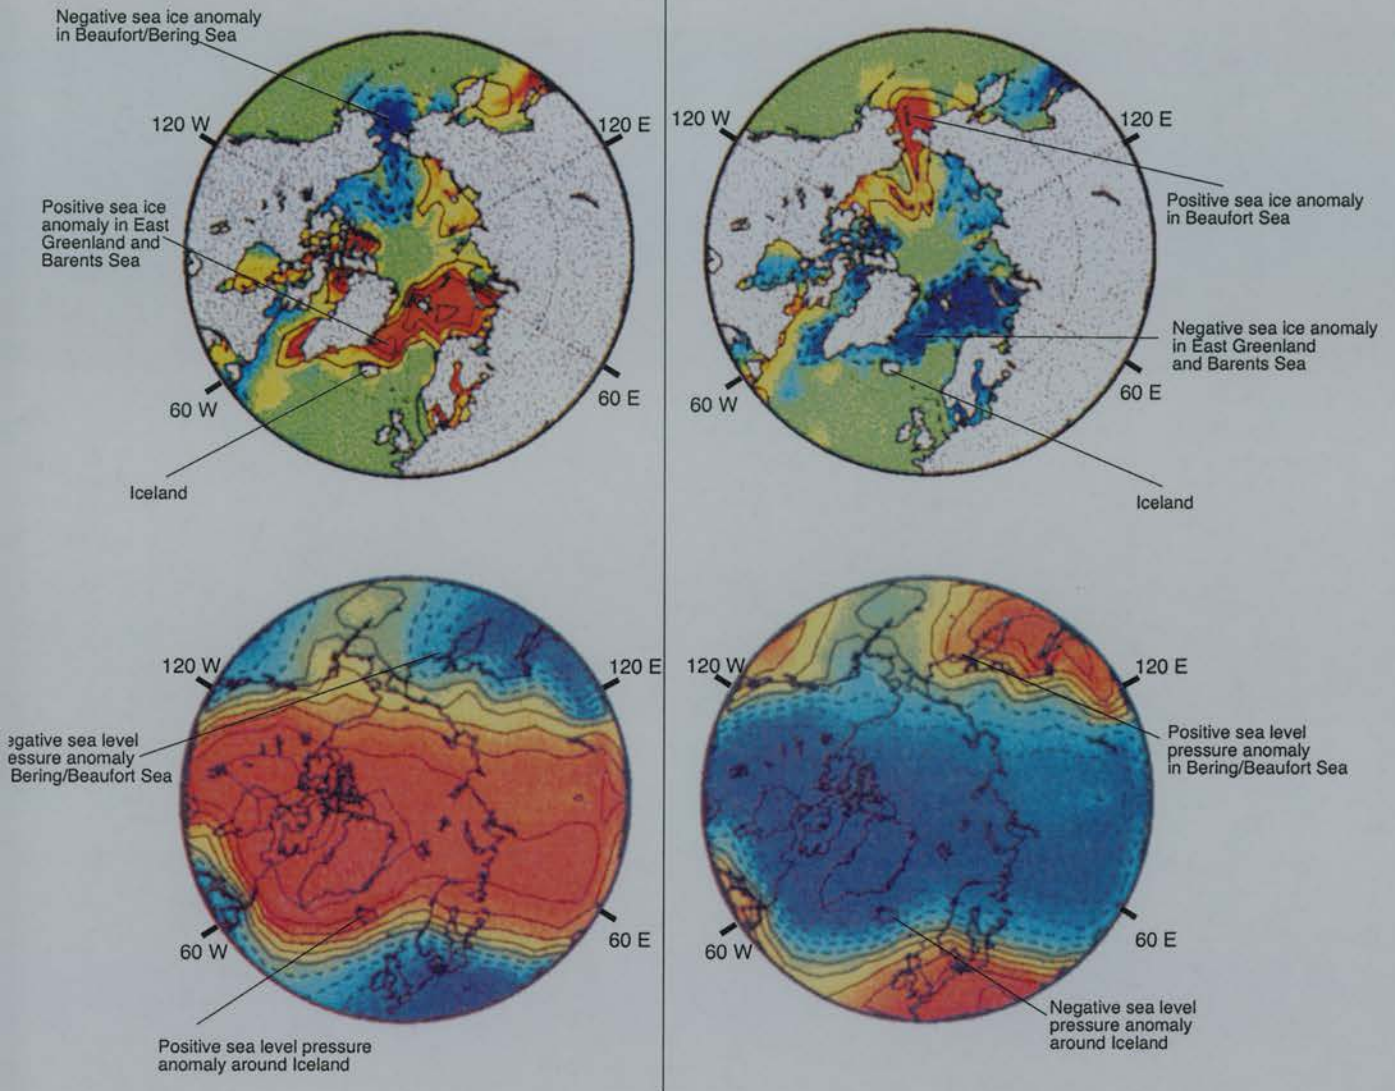 Negative sea ice anomaly
in Beaufort/Bering Sea
120 W
120 E
Positive sea ice
anomaly in East
Greenland and
Barents Sea
60 W
60 E
Iceland
120 W
120 E
Positive sea ice anomaly
in Beaufort Sea
Negative sea ice anomaly
in East Greenland
and Barents Sea
60 W
60 E
Iceland
120 W
120 E
egative sea level
essure anomaly
Bering/Beaufort Sea
60 W
60 E
Positive sea level pressure
anomaly around Iceland
120 W
120 E
Positive sea level
pressure anomaly
in Bering/Beaufort Sea
60 W
60 E
Negative sea level
pressure anomaly
around Iceland